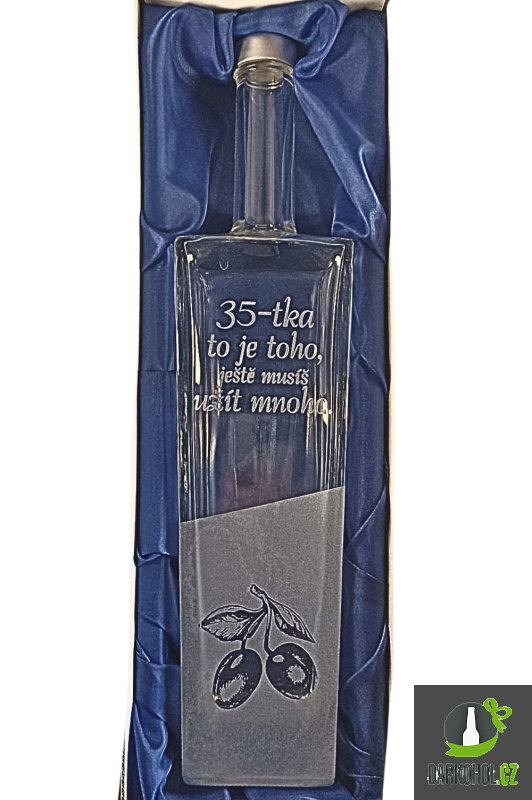 35-tka
to je toho,
ještě musíš
užít mnoho.
DARKOHOL.CZ